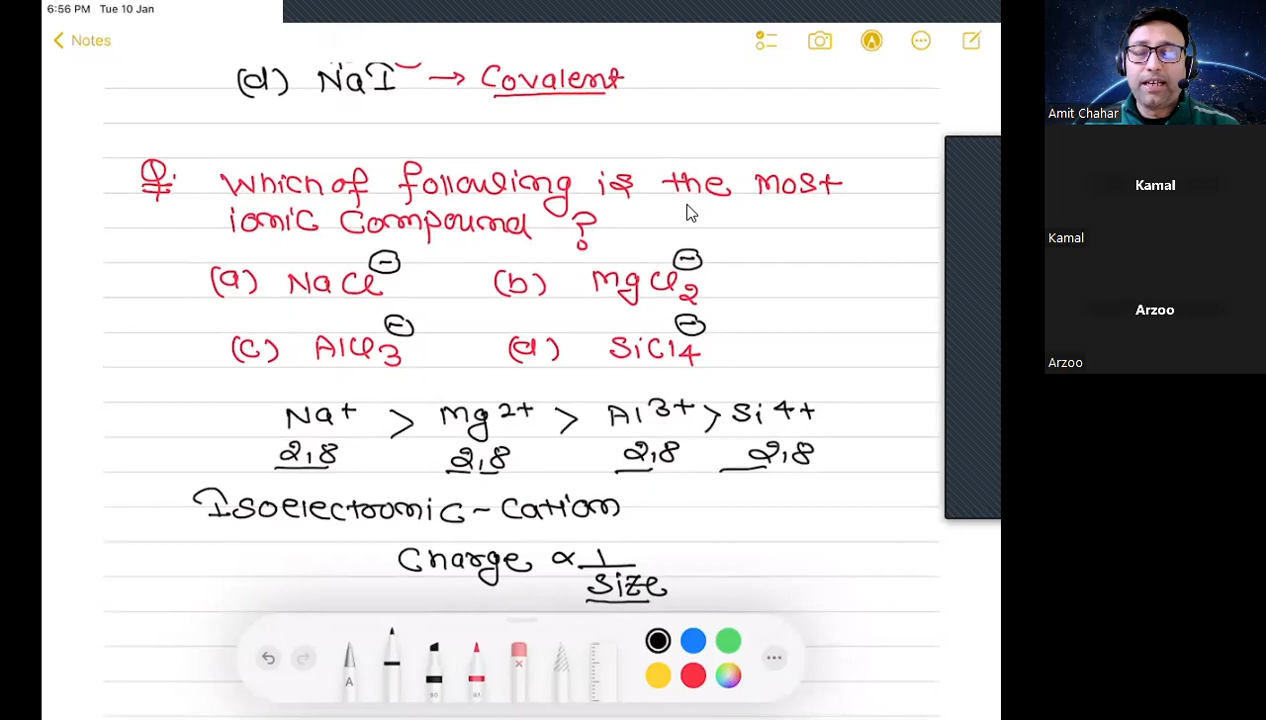 6:56 PM Tue 10 Jan
Notes
(d) NaI → Covalent
Q. Which of following is the most
ionic Compound ?
(a) NaCl⊖ (b) MgCl2⊖
(c) AlCl3⊖ (d) SiCl4⊖
Na+ > Mg2+ > Al3+ > Si4+
2,8 2,8 2,8 2,8
Isoelectronic - Cation
Charge ∝ 1/Size
A
Amit Chahar
Kamal
Kamal
Arzoo
Arzoo